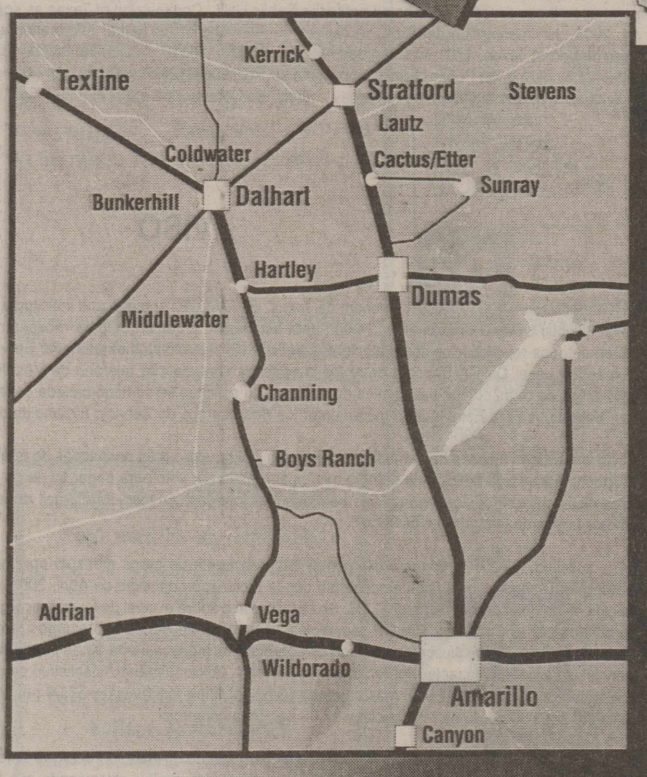 Kerrick
Texline
Stratford
Stevens
Lautz
Coldwater
Cactus/Etter
Sunray
Bunkerhill
Dalhart
Hartley
Dumas
Middlewater
Channing
Boys Ranch
Adrian
Vega
Wildorado
Amarillo
Canyon